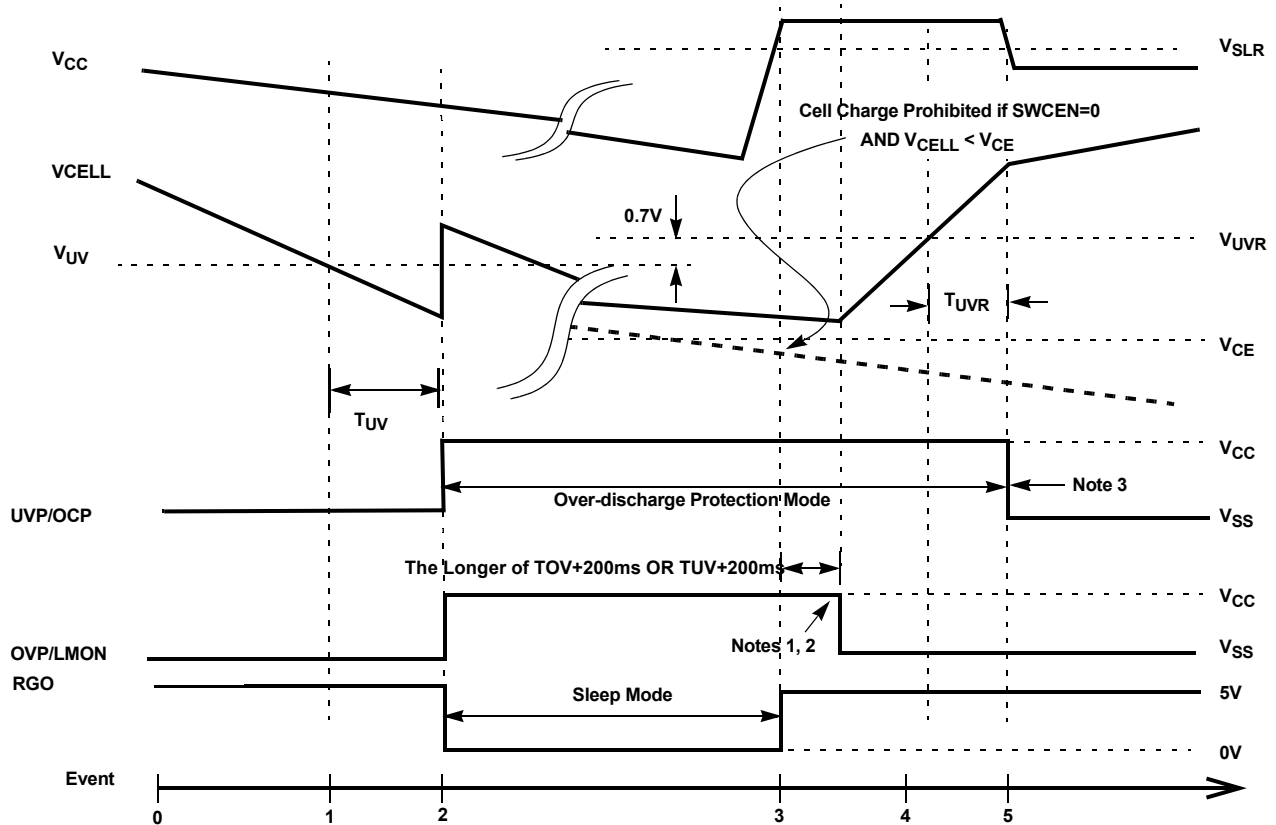 VCC
VSLR
Cell Charge Prohibited if SWCEN=0
AND VCELL < VCE
VCELL
0.7V
VUV
VUVR
TUVR
VCE
TUV
VCC
Note 3
Over-discharge Protection Mode
UVP/OCP
VSS
The Longer of TOV+200ms OR TUV+200ms
VCC
Notes 1, 2
OVP/LMON
VSS
RGO
Sleep Mode
5V
0V
Event
0 1 2 3 4 5